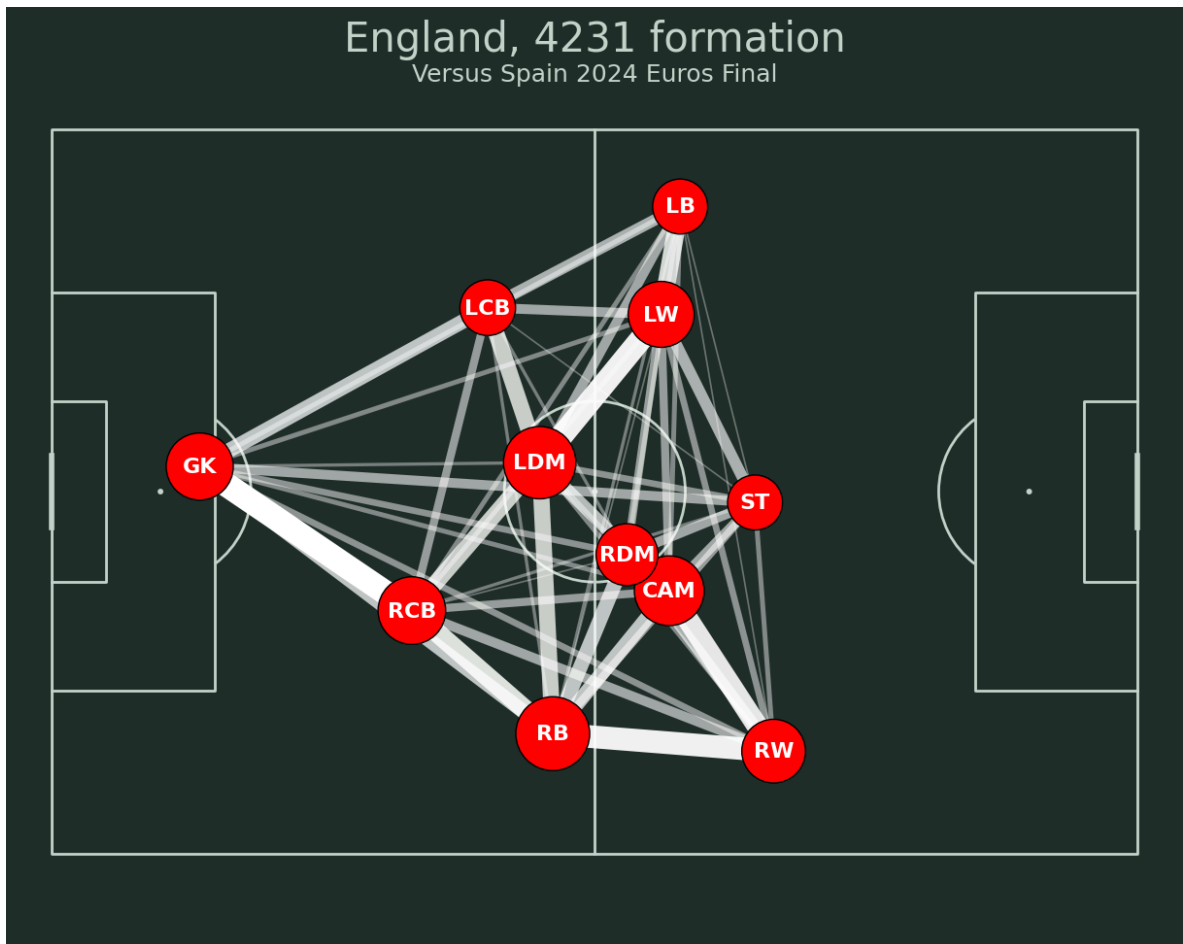 England, 4231 formation
Versus Spain 2024 Euros Final
LB
LCB
LW
GK
LDM
ST
RDM
CAM
RCB
RB
RW